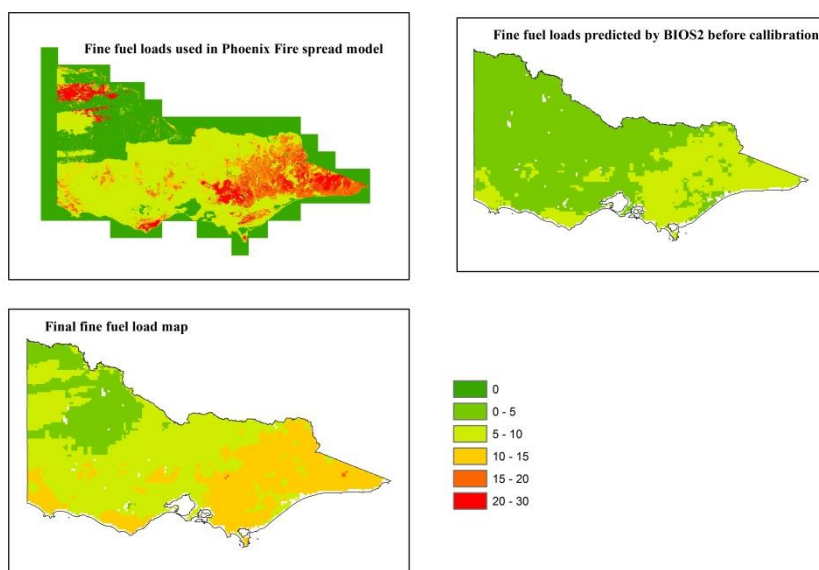 Fine fuel loads used in Phoenix Fire spread model
Fine fuel loads predicted by BIOS2 before callibration
Final fine fuel load map
0
0 - 5
5 - 10
10 - 15
15 - 20
20 - 30